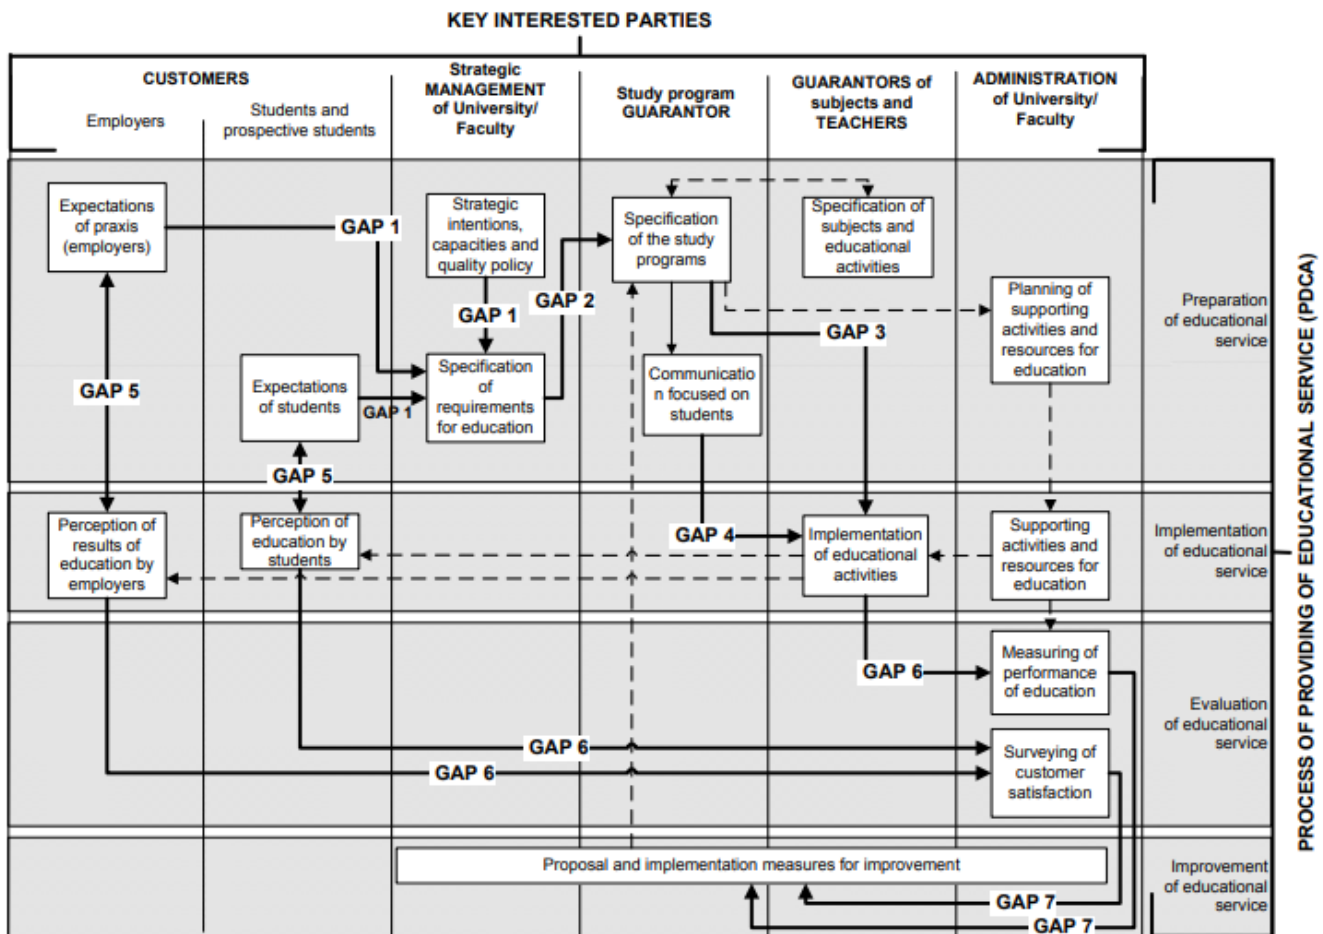 KEY INTERESTED PARTIES
CUSTOMERS
Employers
Students and
prospective students
Strategic
MANAGEMENT
of University/
Faculty
Study program
GUARANTOR
GUARANTORS of
subjects and
TEACHERS
ADMINISTRATION
of University/
Faculty
Expectations
of praxis
(employers)
GAP 1
Strategic
intentions,
capacities and
quality policy
GAP 1
GAP 2
Specification
of the study
programs
Specification of
subjects and
educational
activities
Planning of
supporting
activities and
resources for
education
Preparation
of educational
service
GAP 3
GAP 5
Expectations
of students
GAP 1
Specification
of
requirements
for education
Communicatio
n focused on
students
GAP 5
Perception of
results of
education by
employers
Perception of
education by
students
GAP 4
Implementation
of educational
activities
Supporting
activities and
resources for
education
Implementation
of educational
service
GAP 6
Measuring of
performance
of education
Evaluation
of educational
service
GAP 6
GAP 6
Surveying of
customer
satisfaction
Proposal and implementation measures for improvement
Improvement
of educational
service
GAP 7
GAP 7
PROCESS OF PROVIDING OF EDUCATIONAL SERVICE (PDCA)